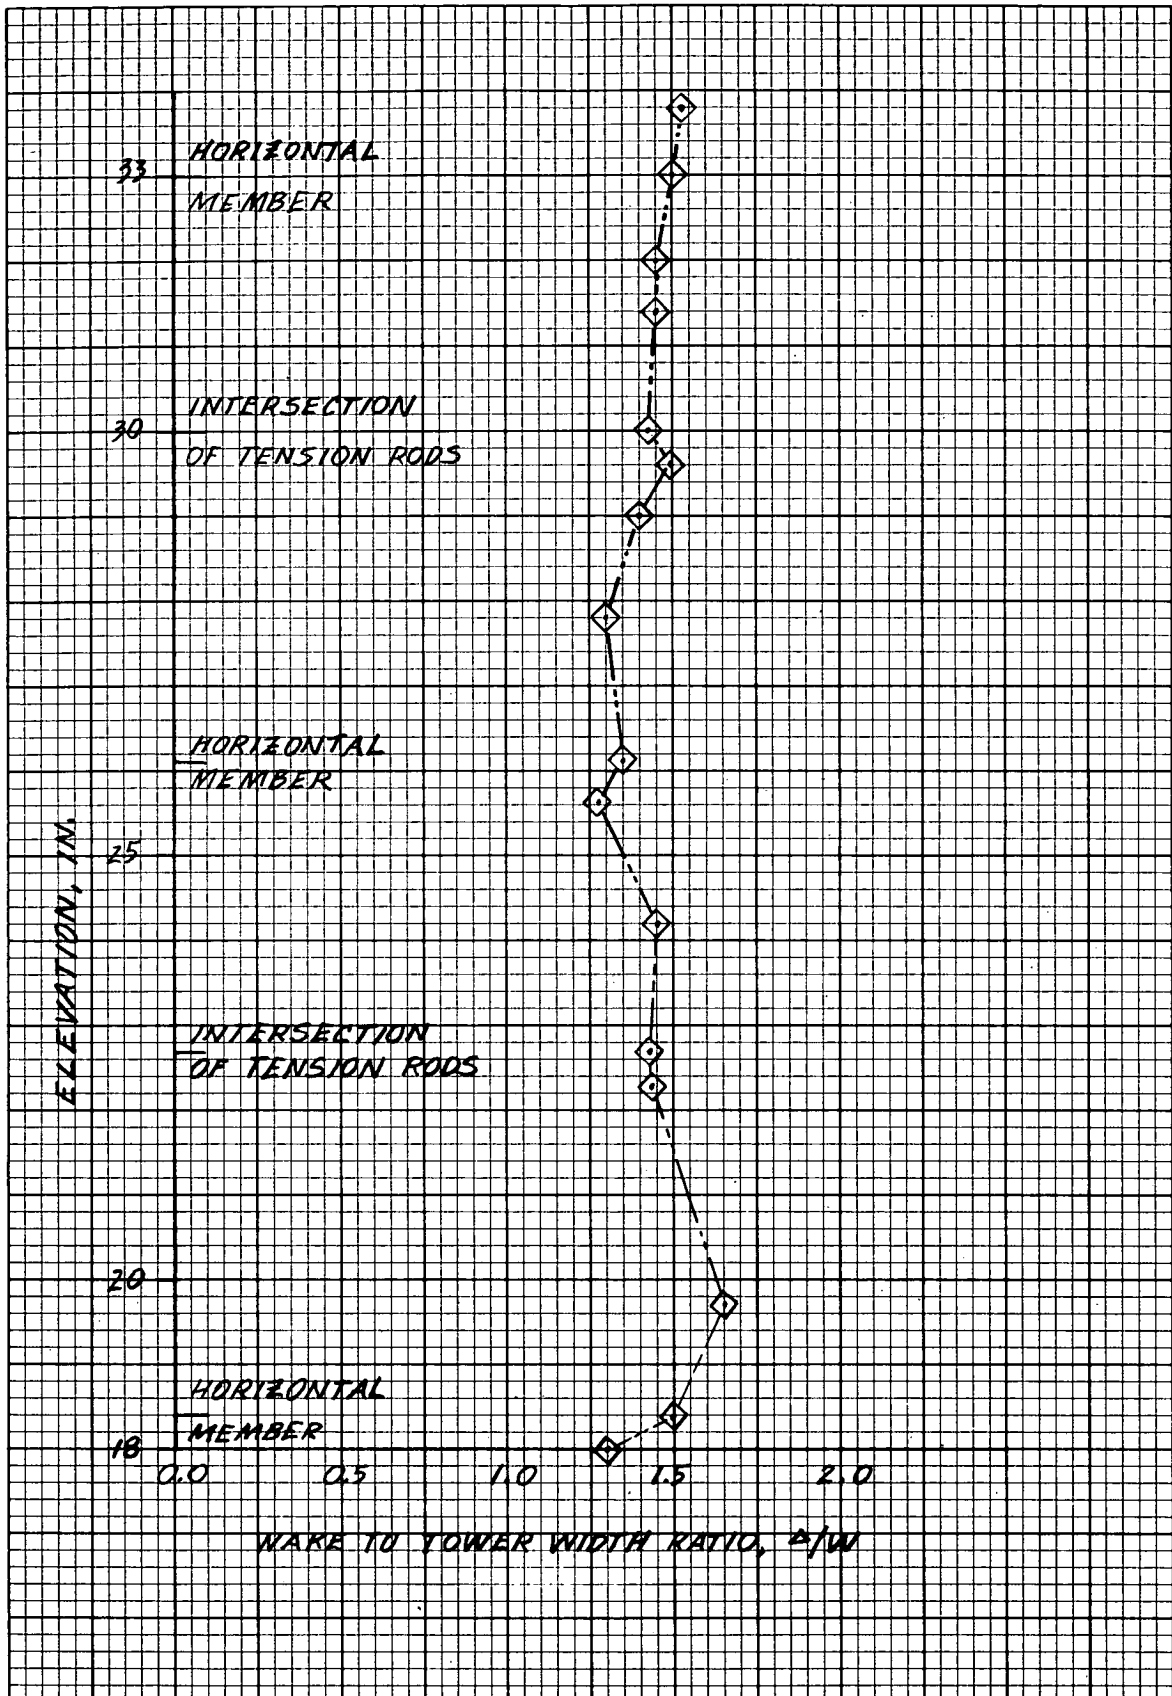 HORIZONTAL
33
MEMBER
INTERSECTION
30
OF TENSION RODS
HORIZONTAL
MEMBER
25
ELEVATION, IN.
INTERSECTION
OF TENSION RODS
20
HORIZONTAL
MEMBER
18
0.0 0.5 1.0 1.5 2.0
WAKE TO TOWER WIDTH RATIO, Δ/W